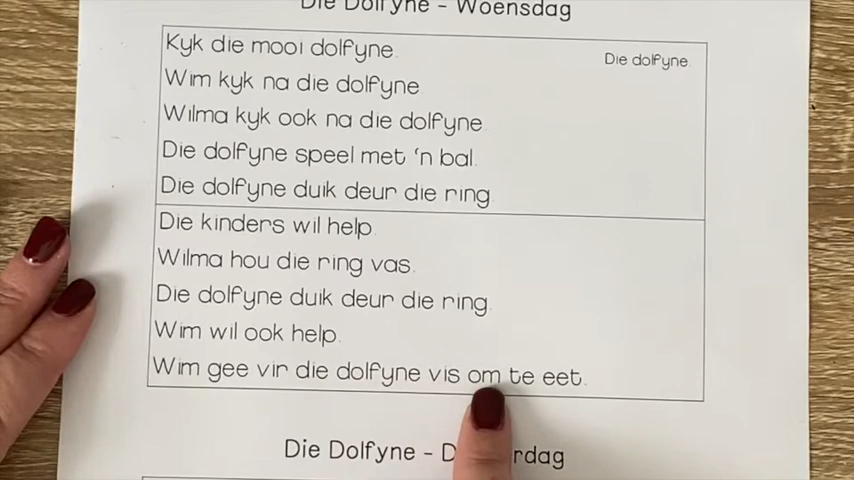 Die Dolfyne - Woensdag
Kyk die mooi dolfyne.
Die dolfyne.
Wim kyk na die dolfyne.
Wilma kyk ook na die dolfyne.
Die dolfyne speel met 'n bal.
Die dolfyne duik deur die ring.
Die kinders wil help.
Wilma hou die ring vas.
Die dolfyne duik deur die ring.
Wim wil ook help.
Wim gee vir die dolfyne vis om te eet.
Die Dolfyne -